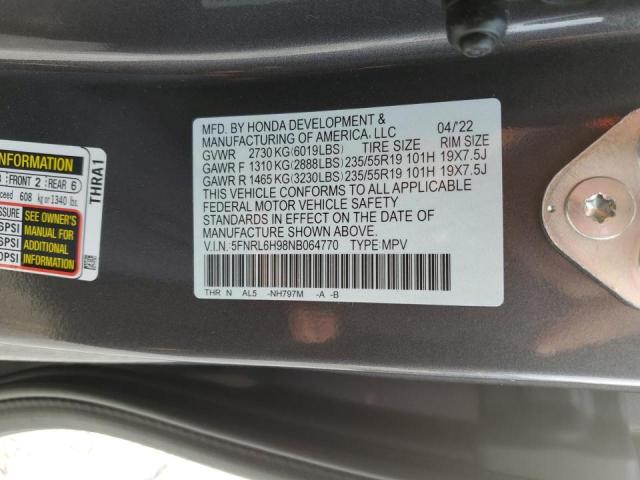 INFORMATION
FRONT 2 REAR 6
THRA1
608 kg or 1340 lbs.
SEE OWNER'S
MANUAL FOR
ADDITIONAL
INFORMATION
MFD. BY HONDA DEVELOPMENT & 04/'22
MANUFACTURING OF AMERICA, LLC
GVWR 2730 KG (6019LBS) TIRE SIZE RIM SIZE
GAWR F 1310 KG (2888LBS) 235/55R19 101H 19X7.5J
GAWR R 1465 KG (3230LBS) 235/55R19 101H 19X7.5J
THIS VEHICLE CONFORMS TO ALL APPLICABLE
FEDERAL MOTOR VEHICLE SAFETY
STANDARDS IN EFFECT ON THE DATE OF
MANUFACTURE SHOWN ABOVE.
V.I.N.:5FNRL6H98NB064770 TYPE:MPV
THR N AL5 -NH797M -A -B